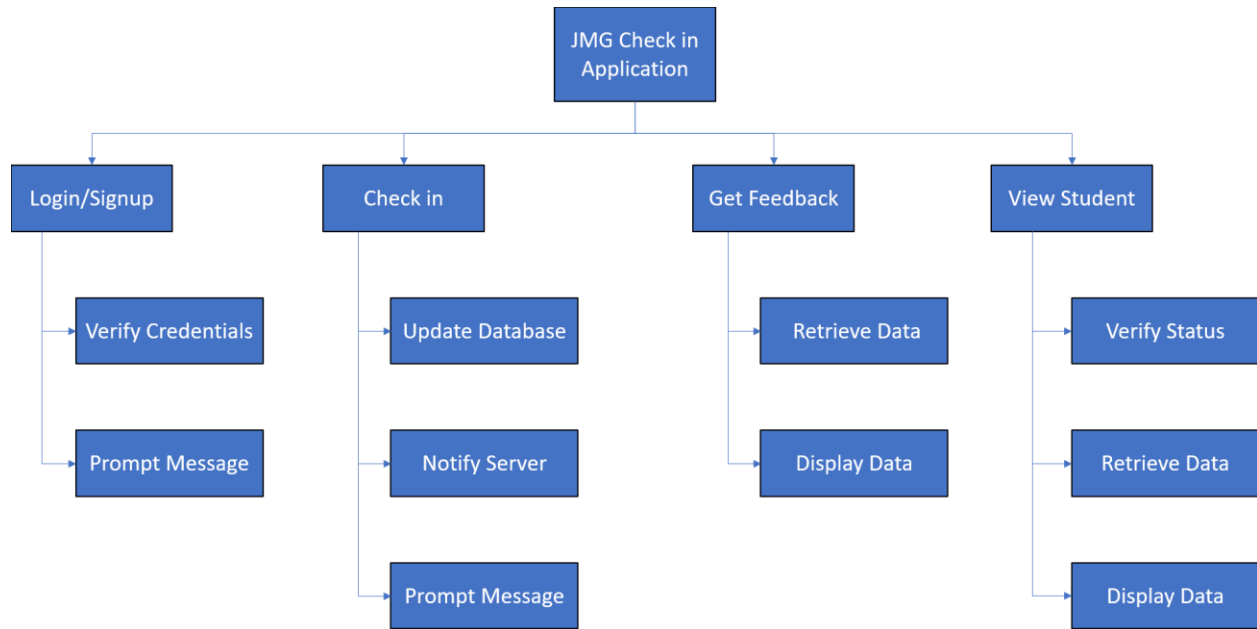 JMG Check in
Application
Login/Signup
Check in
Get Feedback
View Student
Verify Credentials
Update Database
Retrieve Data
Verify Status
Prompt Message
Notify Server
Display Data
Retrieve Data
Prompt Message
Display Data